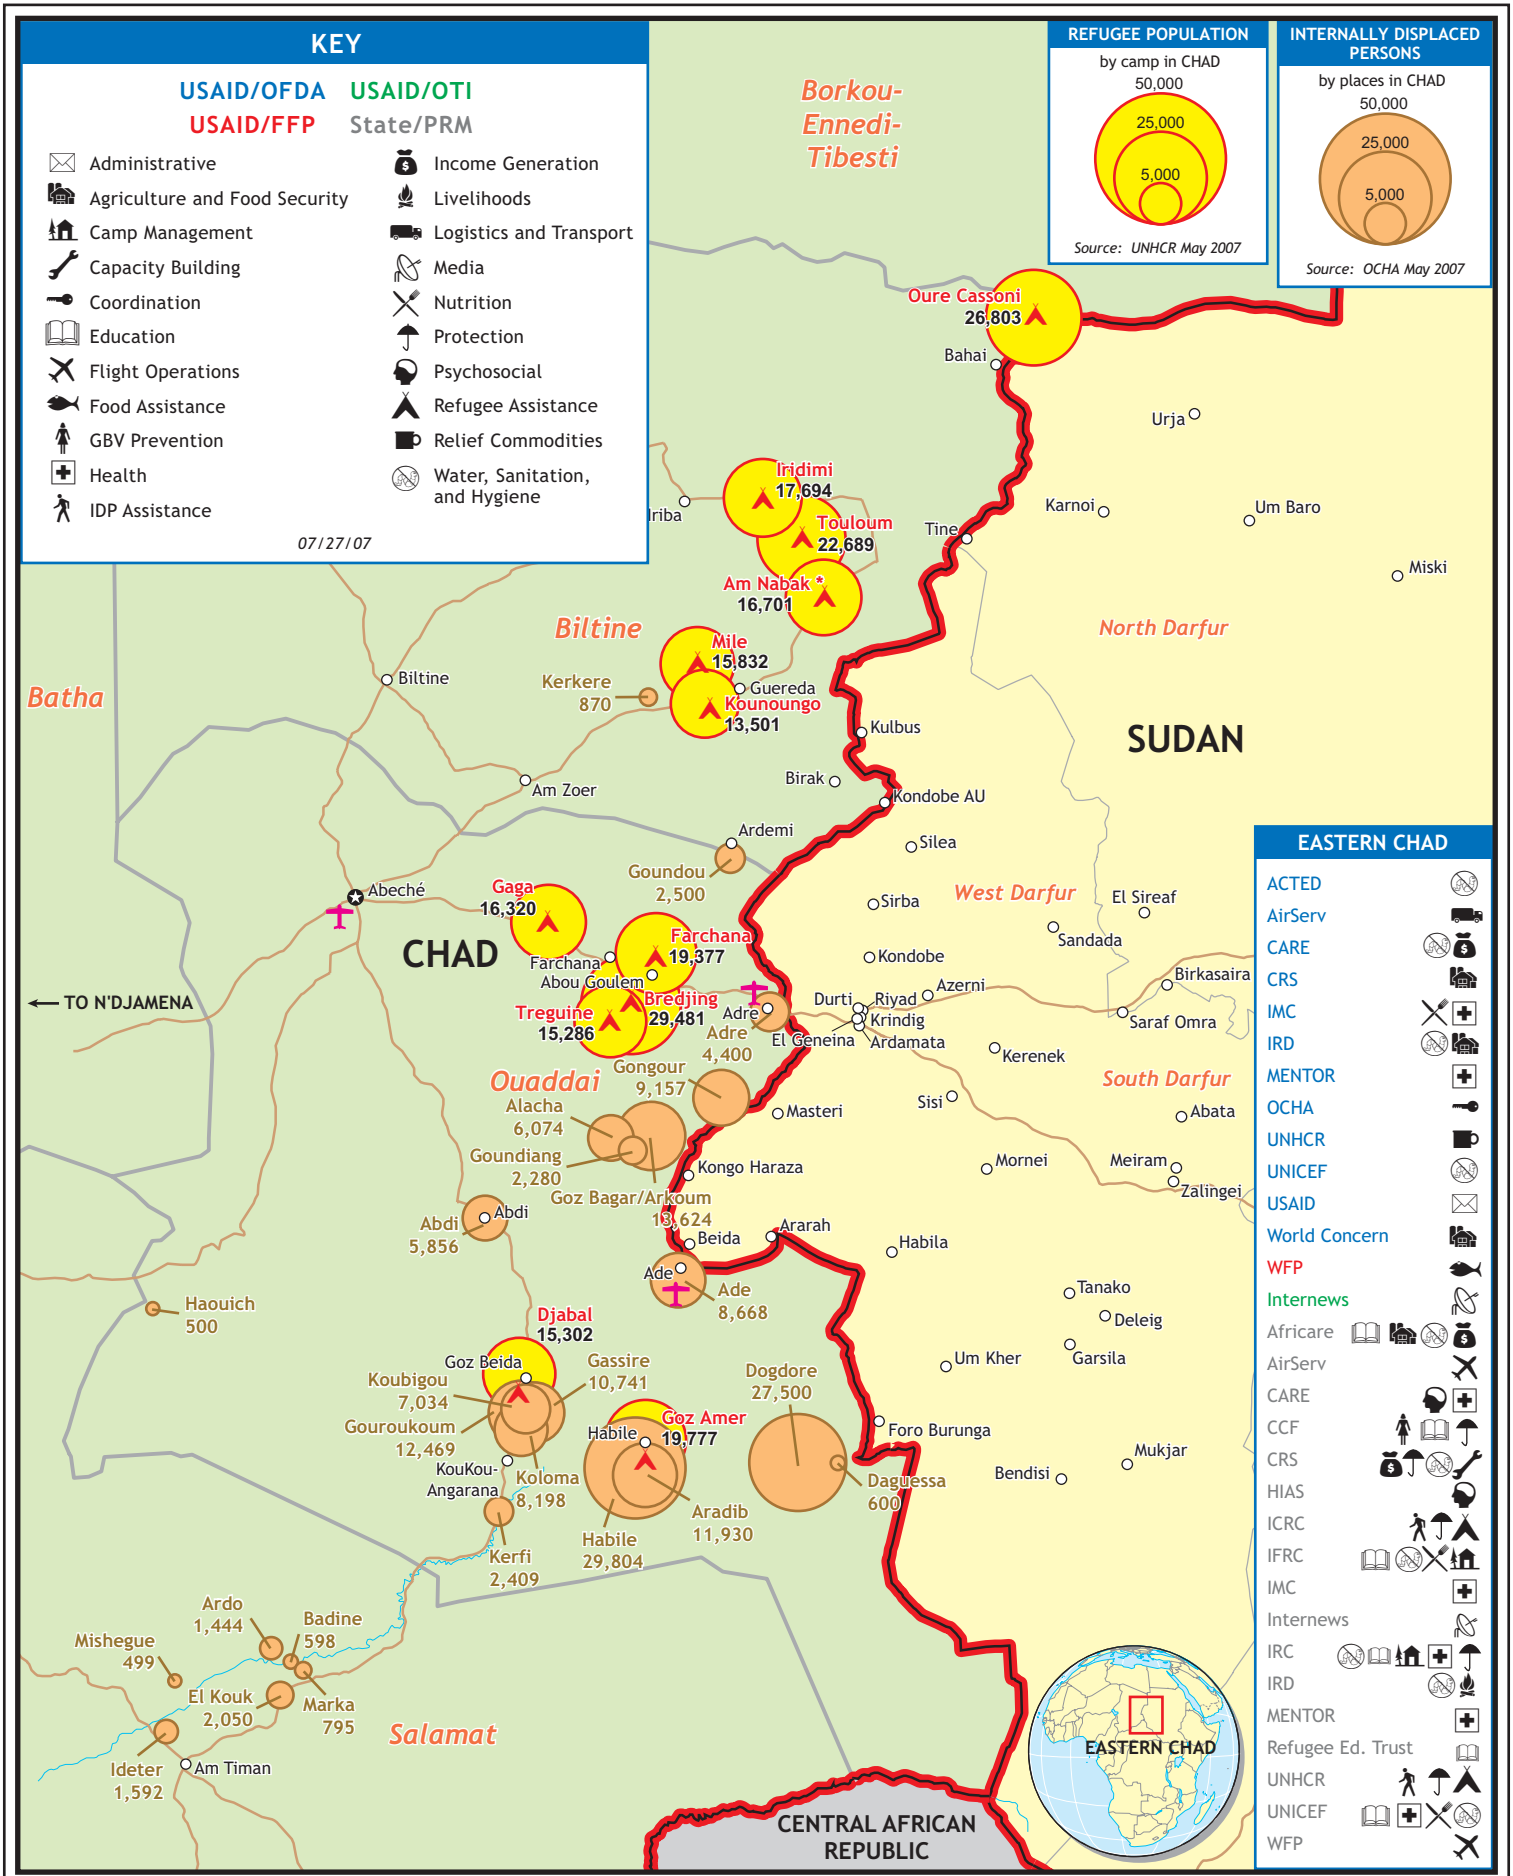 KEY
USAID/OFDA USAID/OTI
USAID/FFP State/PRM
Administrative
Agriculture and Food Security
Camp Management
Capacity Building
Coordination
Education
Flight Operations
Food Assistance
GBV Prevention
Health
IDP Assistance
Income Generation
Livelihoods
Logistics and Transport
Media
Nutrition
Protection
Psychosocial
Refugee Assistance
Relief Commodities
Water, Sanitation,
and Hygiene
07/27/07
REFUGEE POPULATION
by camp in CHAD
50,000
25,000
5,000
Source: UNHCR May 2007
INTERNALLY DISPLACED
PERSONS
by places in CHAD
50,000
25,000
5,000
Source: OCHA May 2007
Borkou-
Ennedi-
Tibesti
Oure Cassoni
26,803
Bahai
Urja
Iridimi
17,694
Iriba
Touloum
22,689
Tine
Karnoi
Um Baro
Miski
Am Nabak *
16,701
Biltine
North Darfur
Mile
15,832
Batha
Biltine
Kerkere
870
Guereda
Kounoungo
13,501
Kulbus
SUDAN
Birak
Am Zoer
Kondobe AU
Ardemi
Silea
Goundou
2,500
Abeché
Gaga
16,320
Sirba
West Darfur
El Sireaf
Sandada
CHAD
Farchana
19,377
Farchana
Abou Goulem
Kondobe
Birkasaira
TO N'DJAMENA
Bredjing
29,481
Treguine
15,286
Adre
Adre
4,400
Durti
Riyad
Azerni
Krindig
El Geneina
Ardamata
Saraf Omra
Kerenek
Ouaddai
Gongour
9,157
South Darfur
Alacha
6,074
Masteri
Sisi
Abata
Goundiang
2,280
Kongo Haraza
Mornei
Meiram
Zalingei
Goz Bagar/Arkoum
13,624
Abdi
Abdi
5,856
Beida
Ararah
Habila
Ade
Ade
8,668
Tanako
Haouich
500
Deleig
Djabal
15,302
Garsila
Um Kher
Goz Beida
Gassire
10,741
Koubigou
7,034
Dogdore
27,500
Gouroukoum
12,469
Goz Amer
19,777
Habile
Foro Burunga
KouKou-
Angarana
Koloma
8,198
Mukjar
Bendisi
Daguessa
600
Aradib
11,930
Habile
29,804
Kerfi
2,409
Ardo
1,444
Badine
598
Mishegue
499
El Kouk
2,050
Marka
795
Salamat
Ideter
1,592
Am Timan
CENTRAL AFRICAN
REPUBLIC
EASTERN CHAD
EASTERN CHAD
ACTED
AirServ
CARE
CRS
IMC
IRD
MENTOR
OCHA
UNHCR
UNICEF
USAID
World Concern
WFP
Internews
Africare
AirServ
CARE
CCF
CRS
HIAS
ICRC
IFRC
IMC
Internews
IRC
IRD
MENTOR
Refugee Ed. Trust
UNHCR
UNICEF
WFP